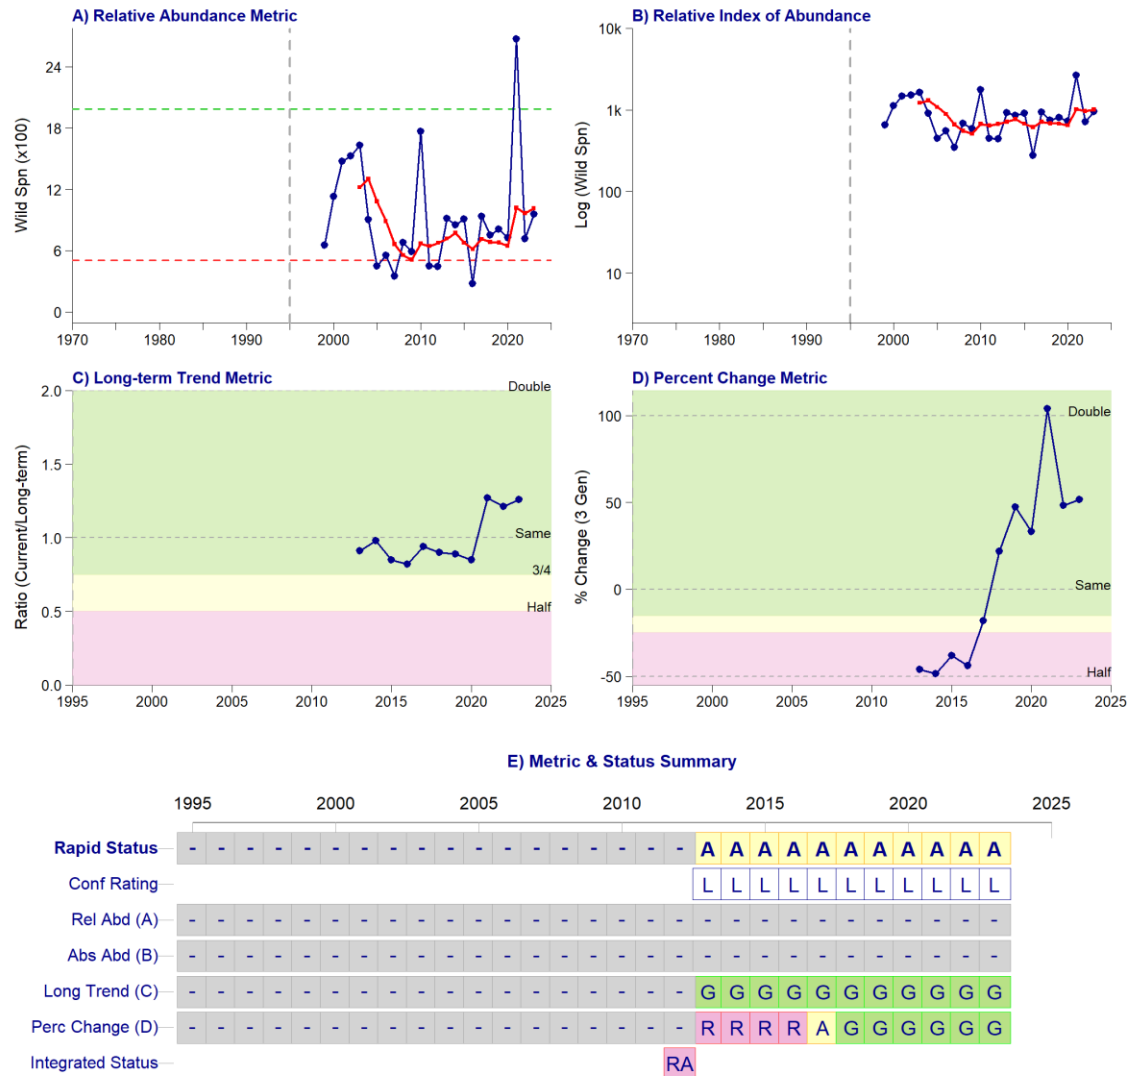 A) Relative Abundance Metric
B) Relative Index of Abundance
Wild Spn (x100)
24
18
12
6
0
1970 1980 1990 2000 2010 2020
Log (Wild Spn)
10k
1k
100
10
1970 1980 1990 2000 2010 2020
C) Long-term Trend Metric
D) Percent Change Metric
Ratio (Current/Long-term)
2.0
1.5
1.0
0.5
0.0
Double
Same
3/4
Half
1995 2000 2005 2010 2015 2020 2025
% Change (3 Gen)
100
50
0
-50
Double
Same
Half
1995 2000 2005 2010 2015 2020 2025
E) Metric & Status Summary
1995 2000 2005 2010 2015 2020 2025
Rapid Status - - - - - - - - - - - - - - - - - - A A A A A A A A A A A
Conf Rating L L L L L L L L L L L
Rel Abd (A) - - - - - - - - - - - - - - - - - - - - - - - - - - - - -
Abs Abd (B) - - - - - - - - - - - - - - - - - - - - - - - - - - - - -
Long Trend (C) - - - - - - - - - - - - - - - - - - G G G G G G G G G G G
Perc Change (D) - - - - - - - - - - - - - - - - - - R R R R A G G G G G G
Integrated Status RA